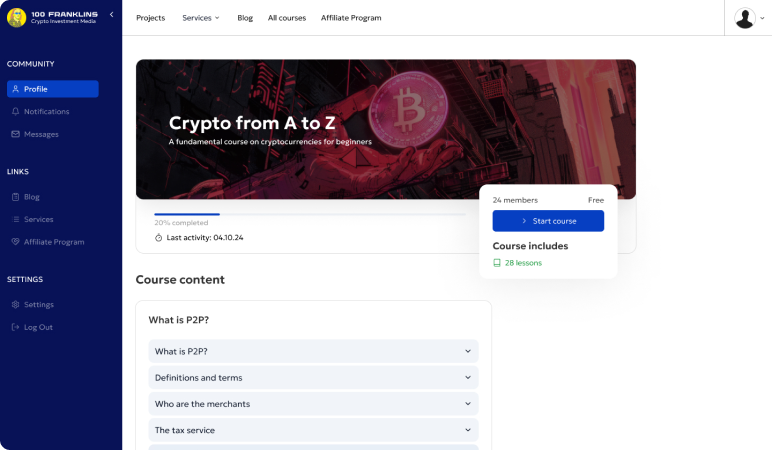 100 FRANKLINS
Crypto Investment Media
COMMUNITY
Profile
Notifications
Messages
LINKS
Blog
Services
Affiliate Program
SETTINGS
Settings
Log Out
Projects
Services
Blog
All courses
Affiliate Program
Crypto from A to Z
A fundamental course on cryptocurrencies for beginners
20% completed
Last activity: 04.10.24
24 members
Free
Start course
Course includes
28 lessons
Course content
What is P2P?
What is P2P?
Definitions and terms
Who are the merchants
The tax service